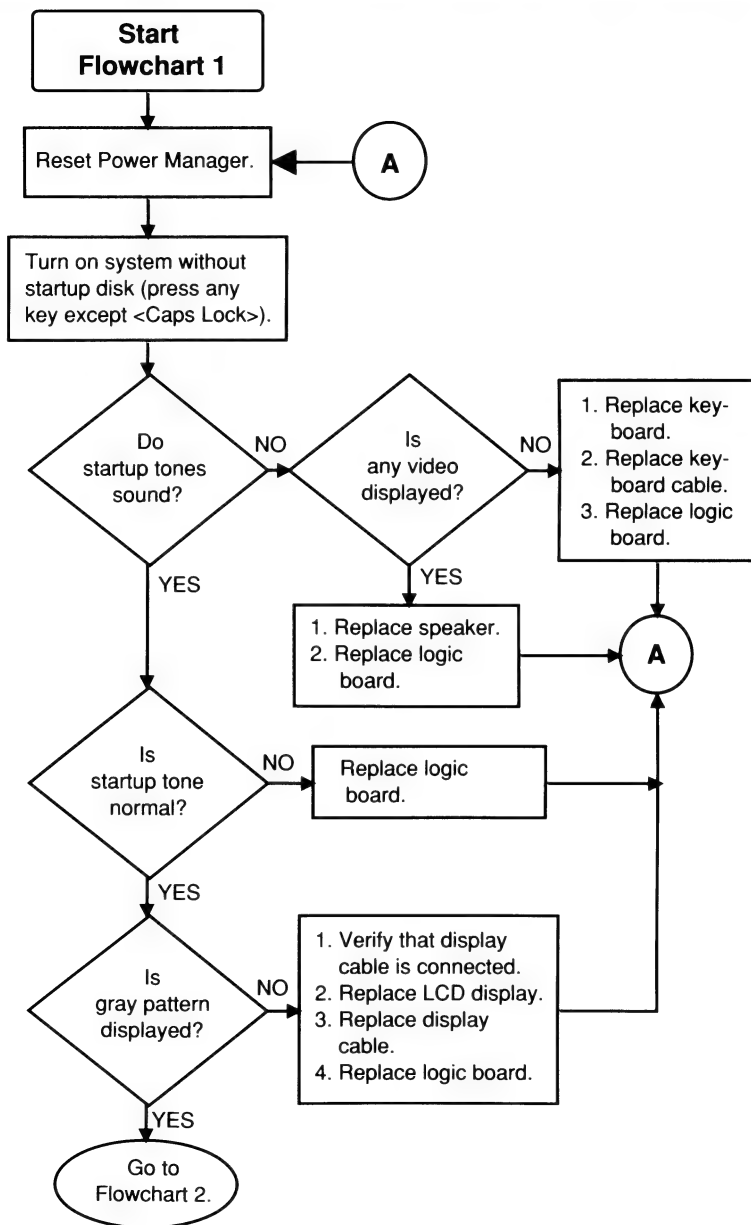 Start
Flowchart 1
Reset Power Manager.
A
Turn on system without
startup disk (press any
key except <Caps Lock>).
Do
startup tones
sound?
NO
Is
any video
displayed?
NO
1. Replace key-
board.
2. Replace key-
board cable.
3. Replace logic
board.
YES
YES
1. Replace speaker.
2. Replace logic
board.
A
Is
startup tone
normal?
NO
Replace logic
board.
YES
Is
gray pattern
displayed?
NO
1. Verify that display
cable is connected.
2. Replace LCD display.
3. Replace display
cable.
4. Replace logic board.
YES
Go to
Flowchart 2.